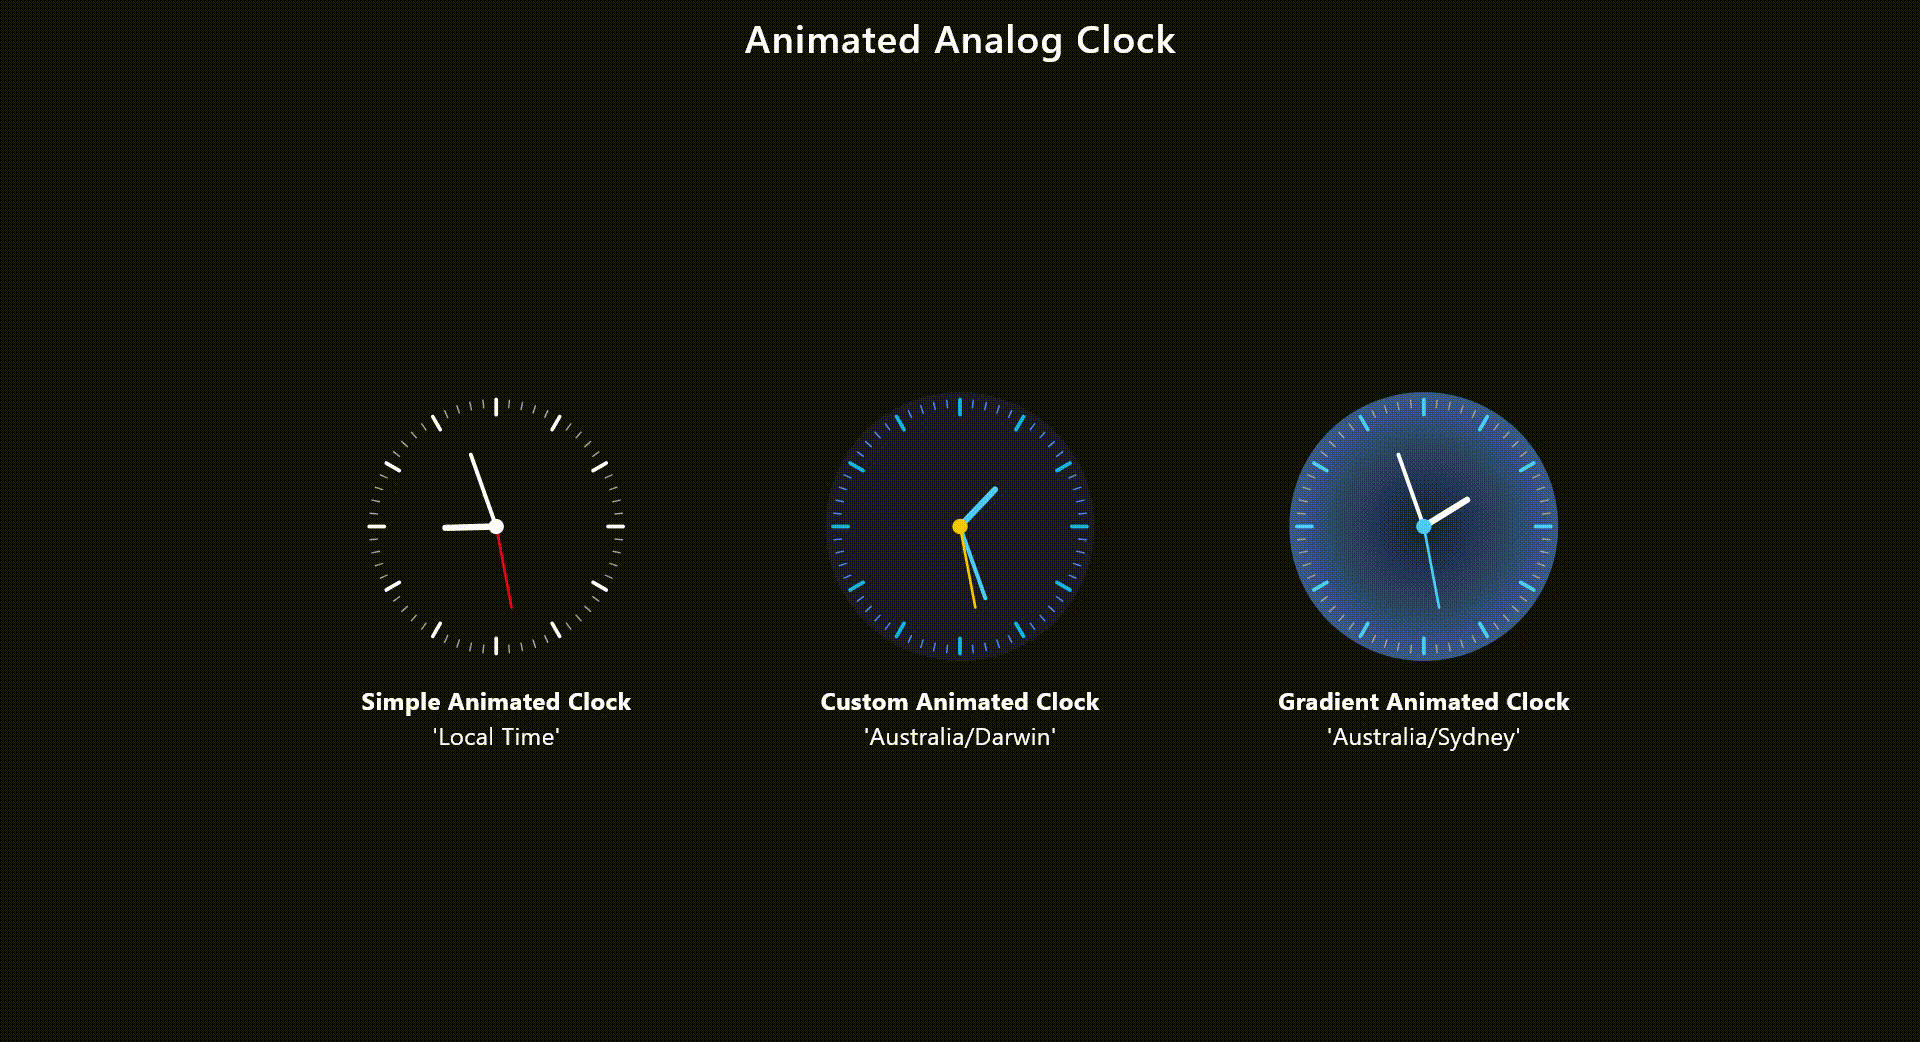 Animated Analog Clock
Simple Animated Clock
'Local Time'
Custom Animated Clock
'Australia/Darwin'
Gradient Animated Clock
'Australia/Sydney'